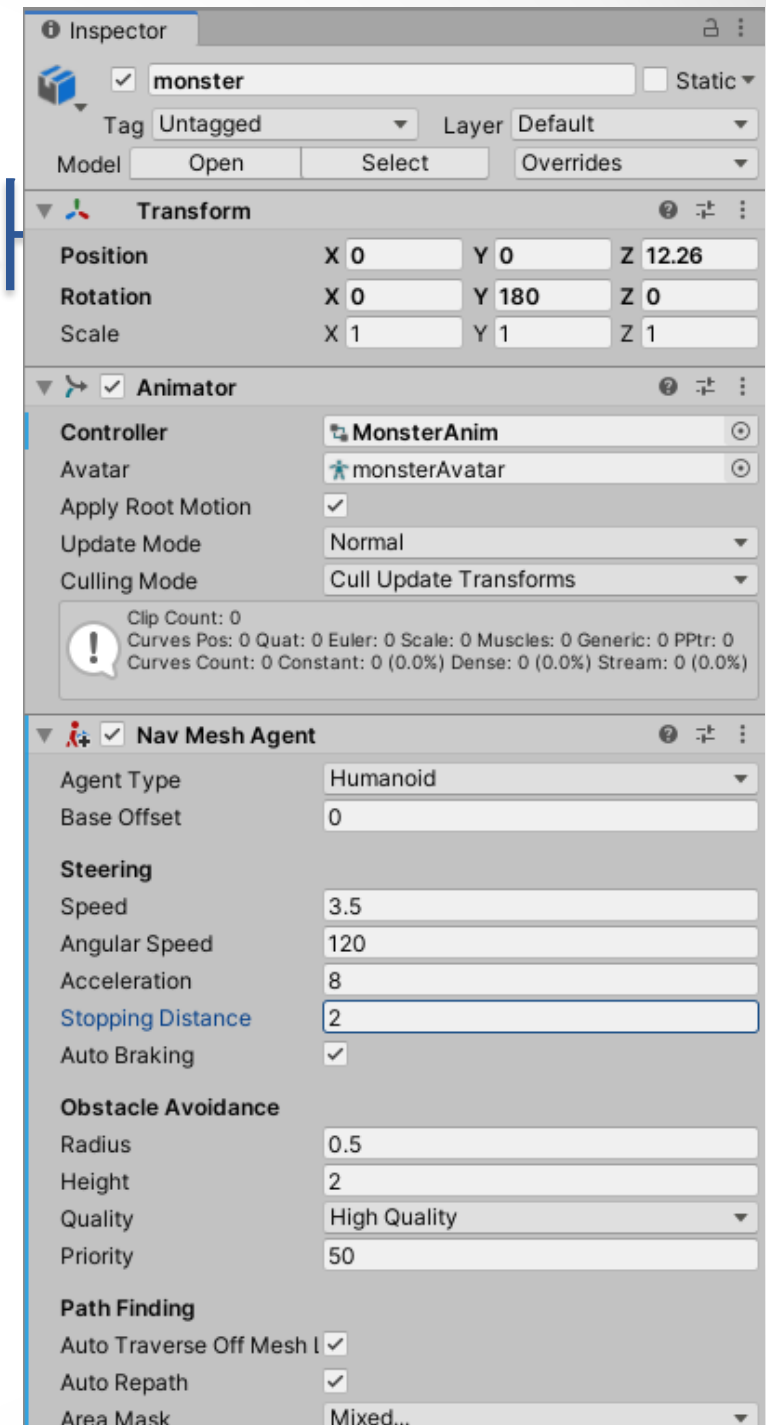 Inspector
monster
Static
Tag Untagged Layer Default
Model Open Select Overrides
Transform
Position X 0 Y 0 Z 12.26
Rotation X 0 Y 180 Z 0
Scale X 1 Y 1 Z 1
Animator
Controller MonsterAnim
Avatar monsterAvatar
Apply Root Motion
Update Mode Normal
Culling Mode Cull Update Transforms
Clip Count: 0
Curves Pos: 0 Quat: 0 Euler: 0 Scale: 0 Muscles: 0 Generic: 0 PPtr: 0
Curves Count: 0 Constant: 0 (0.0%) Dense: 0 (0.0%) Stream: 0 (0.0%)
Nav Mesh Agent
Agent Type Humanoid
Base Offset 0
Steering
Speed 3.5
Angular Speed 120
Acceleration 8
Stopping Distance 2
Auto Braking
Obstacle Avoidance
Radius 0.5
Height 2
Quality High Quality
Priority 50
Path Finding
Auto Traverse Off Mesh L
Auto Repath
Area Mask Mixed...